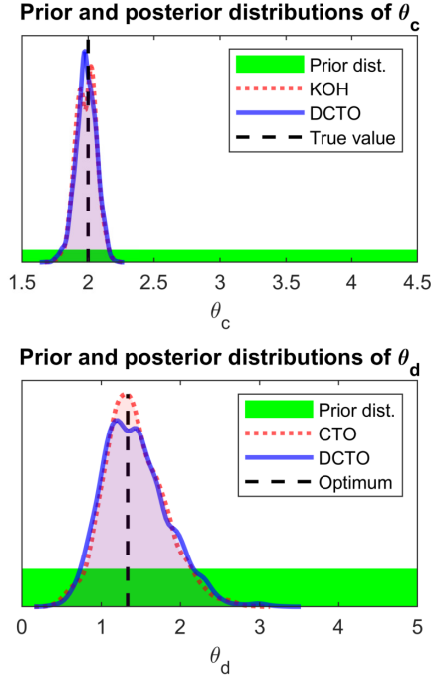 Prior and posterior distributions of θc
Prior dist.
KOH
DCTO
True value
1.5 2 2.5 3 3.5 4 4.5
θc
Prior and posterior distributions of θd
Prior dist.
CTO
DCTO
Optimum
0 1 2 3 4 5
θd